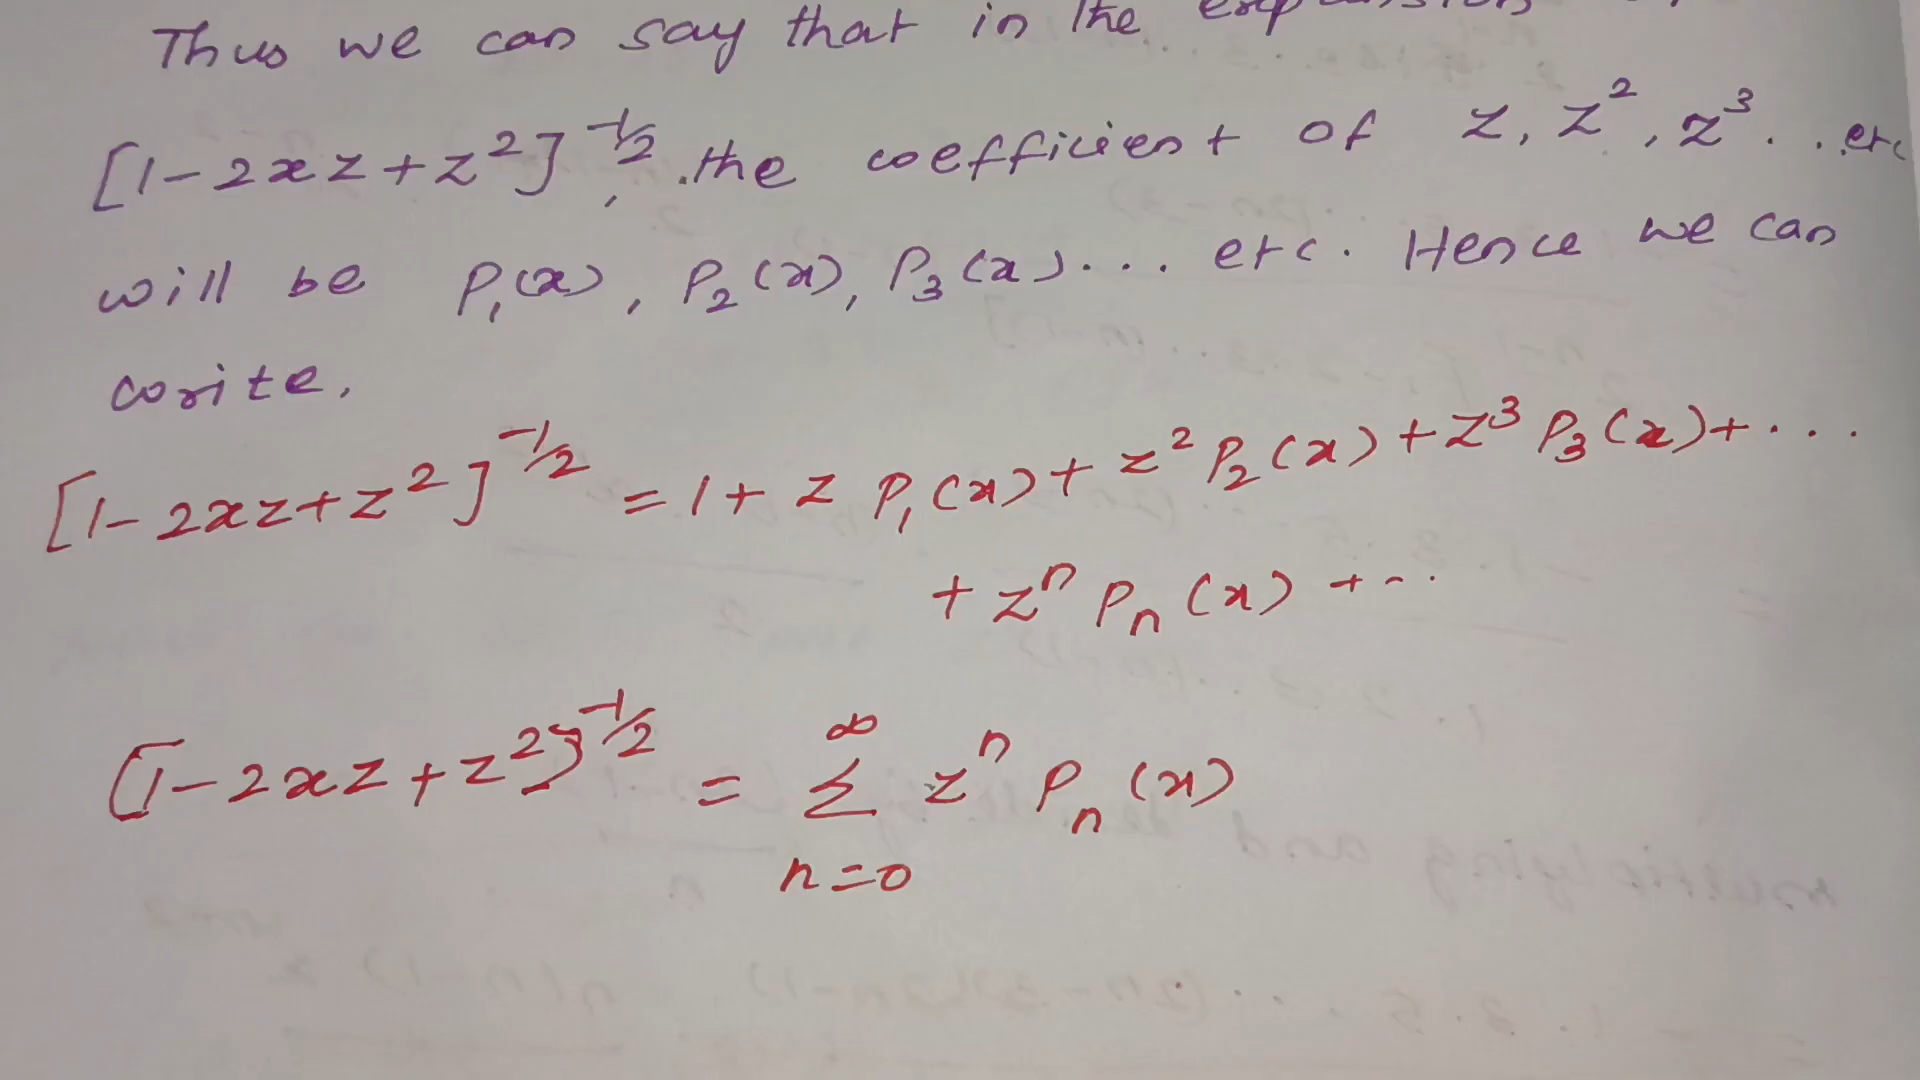 Thus we can say that in the expansion
[1-2xz+z²]^-1/2, the coefficient of z, z², z³...etc
will be P₁(x), P₂(x), P₃(x)... etc. Hence we can
write,
[1-2xz+z²]^-1/2 = 1 + z P₁(x) + z² P₂(x) + z³ P₃(x) + ...
+ zⁿ Pₙ(x) + ...
[1-2xz+z²]^-1/2 = ∞ Σ n=0 zⁿ Pₙ(x)